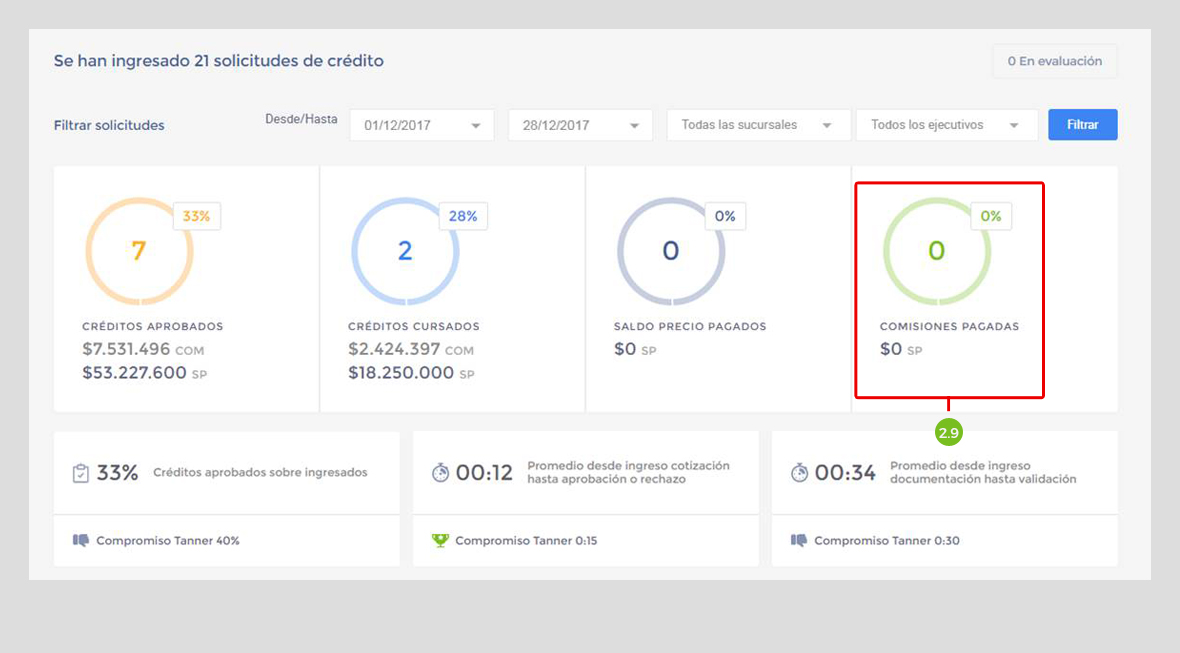 Se han ingresado 21 solicitudes de crédito
0 En evaluación
Filtrar solicitudes
Desde/Hasta
01/12/2017
28/12/2017
Todas las sucursales
Todos los ejecutivos
Filtrar
33%
7
CRÉDITOS APROBADOS
$7.531.496 COM
$53.227.600 SP
28%
2
CRÉDITOS CURSADOS
$2.424.397 COM
$18.250.000 SP
0%
0
SALDO PRECIO PAGADOS
$0 SP
0%
0
COMISIONES PAGADAS
$0 SP
2.9
33% Créditos aprobados sobre ingresados
Compromiso Tanner 40%
00:12
Promedio desde ingreso cotización
hasta aprobación o rechazo
Compromiso Tanner 0:15
00:34
Promedio desde ingreso
documentación hasta validación
Compromiso Tanner 0:30